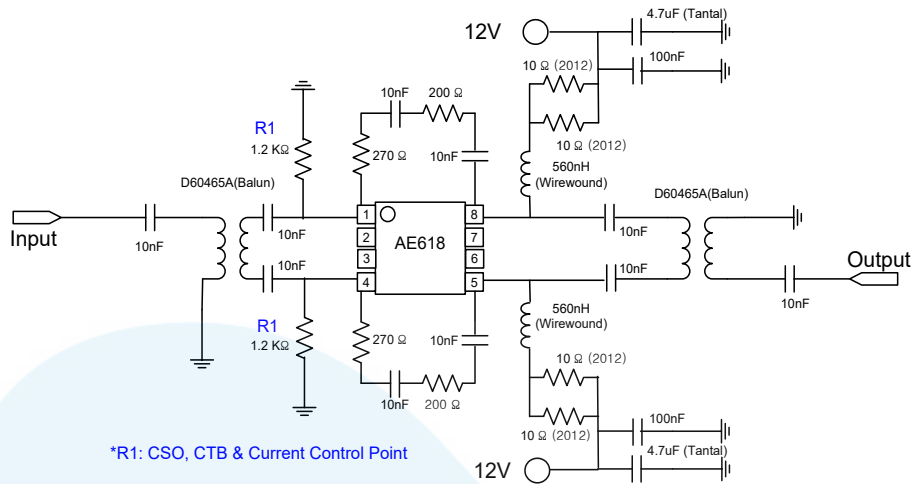 4.7uF (Tantal)
12V
100nF
10 Ω (2012)
10nF
200 Ω
R1
1.2 KΩ
270 Ω
10nF
10 Ω (2012)
560nH
(Wirewound)
D60465A(Balun)
D60465A(Balun)
1
8
Input
10nF
10nF
2
AE618
7
10nF
3
6
Output
10nF
10nF
4
5
10nF
R1
1.2 KΩ
270 Ω
10nF
560nH
(Wirewound)
10 Ω (2012)
10nF
200 Ω
10 Ω (2012)
100nF
*R1: CSO, CTB & Current Control Point
4.7uF (Tantal)
12V